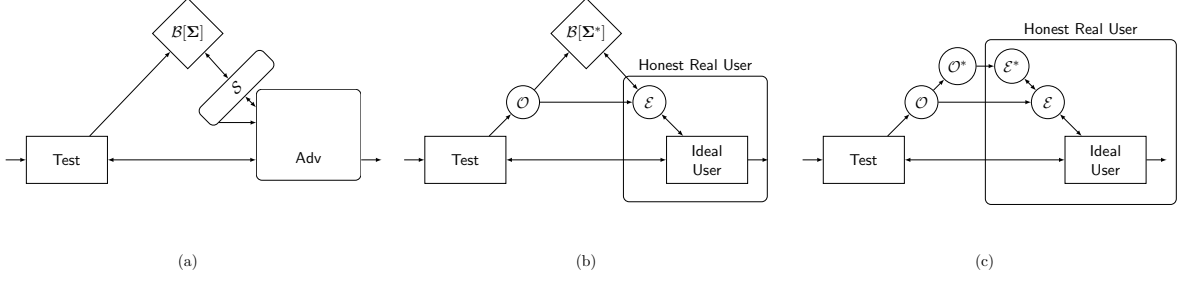 𝓑[𝚺]
S
Test
Adv
(a)
𝓑[𝚺*]
Honest Real User
𝒪
ℰ
Test
Ideal
User
(b)
Honest Real User
𝒪*
ℰ*
𝒪
ℰ
Test
Ideal
User
(c)